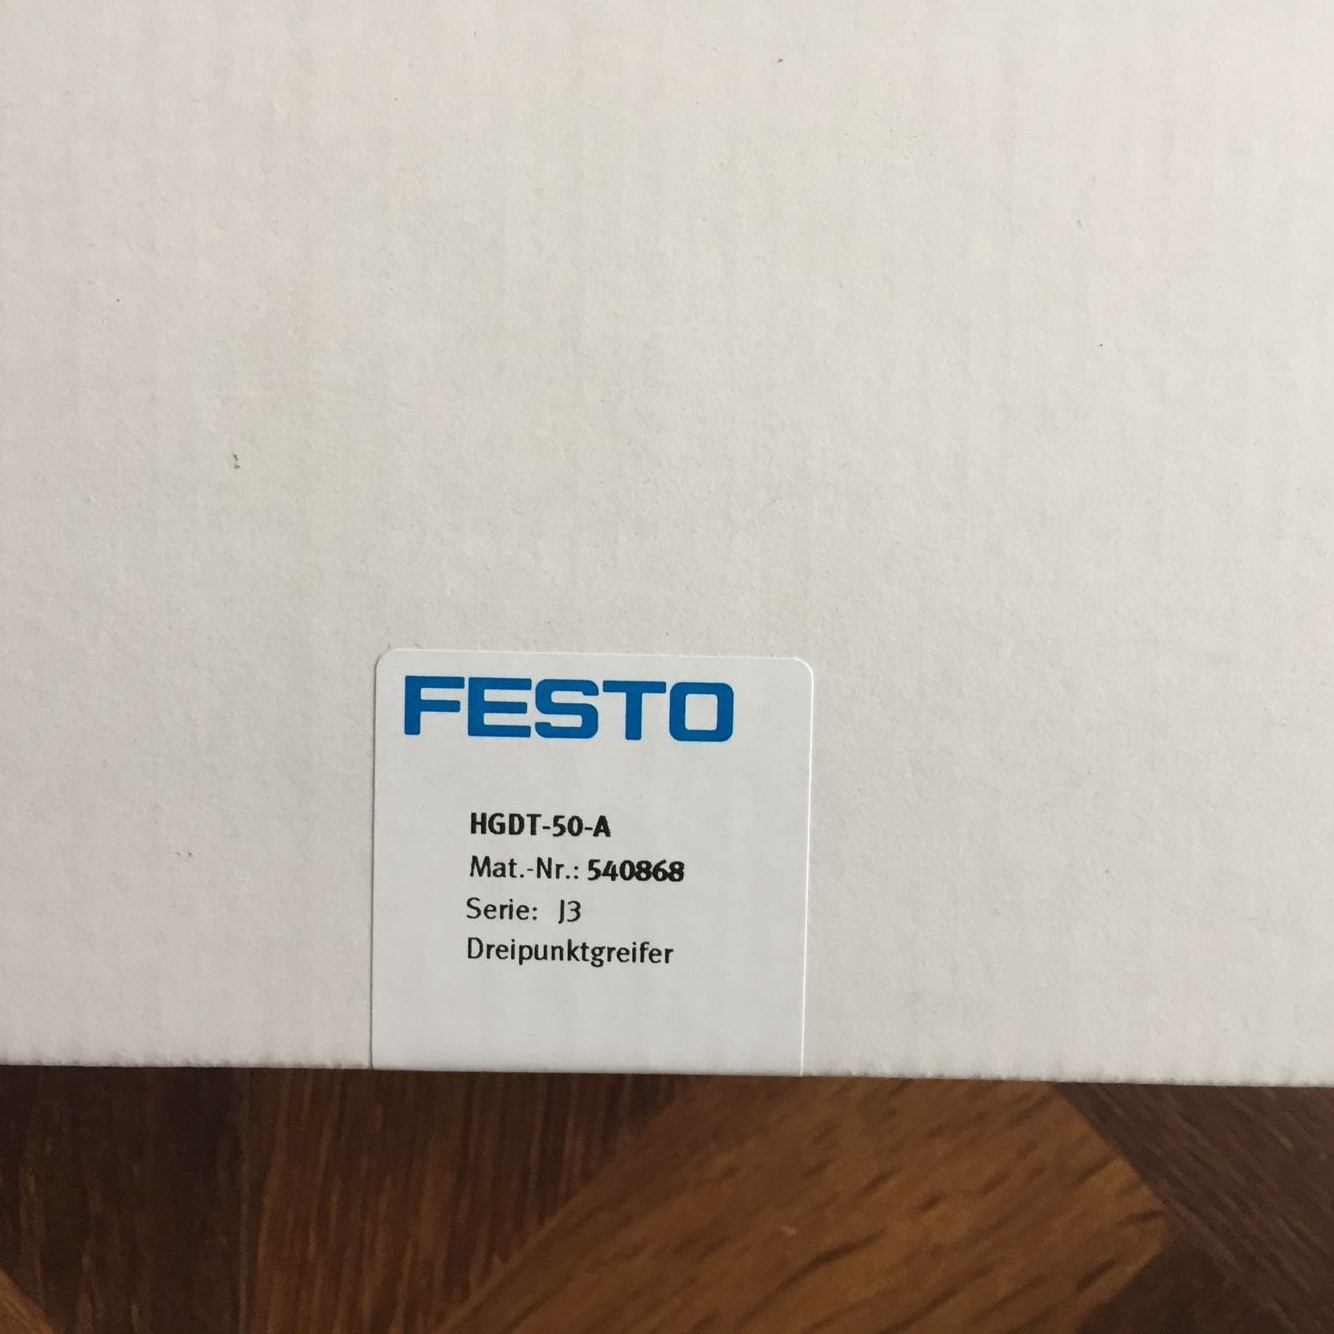 FESTO
HGDT-50-A
Mat.-Nr.: 540868
Serie: J3
Dreipunktgreifer